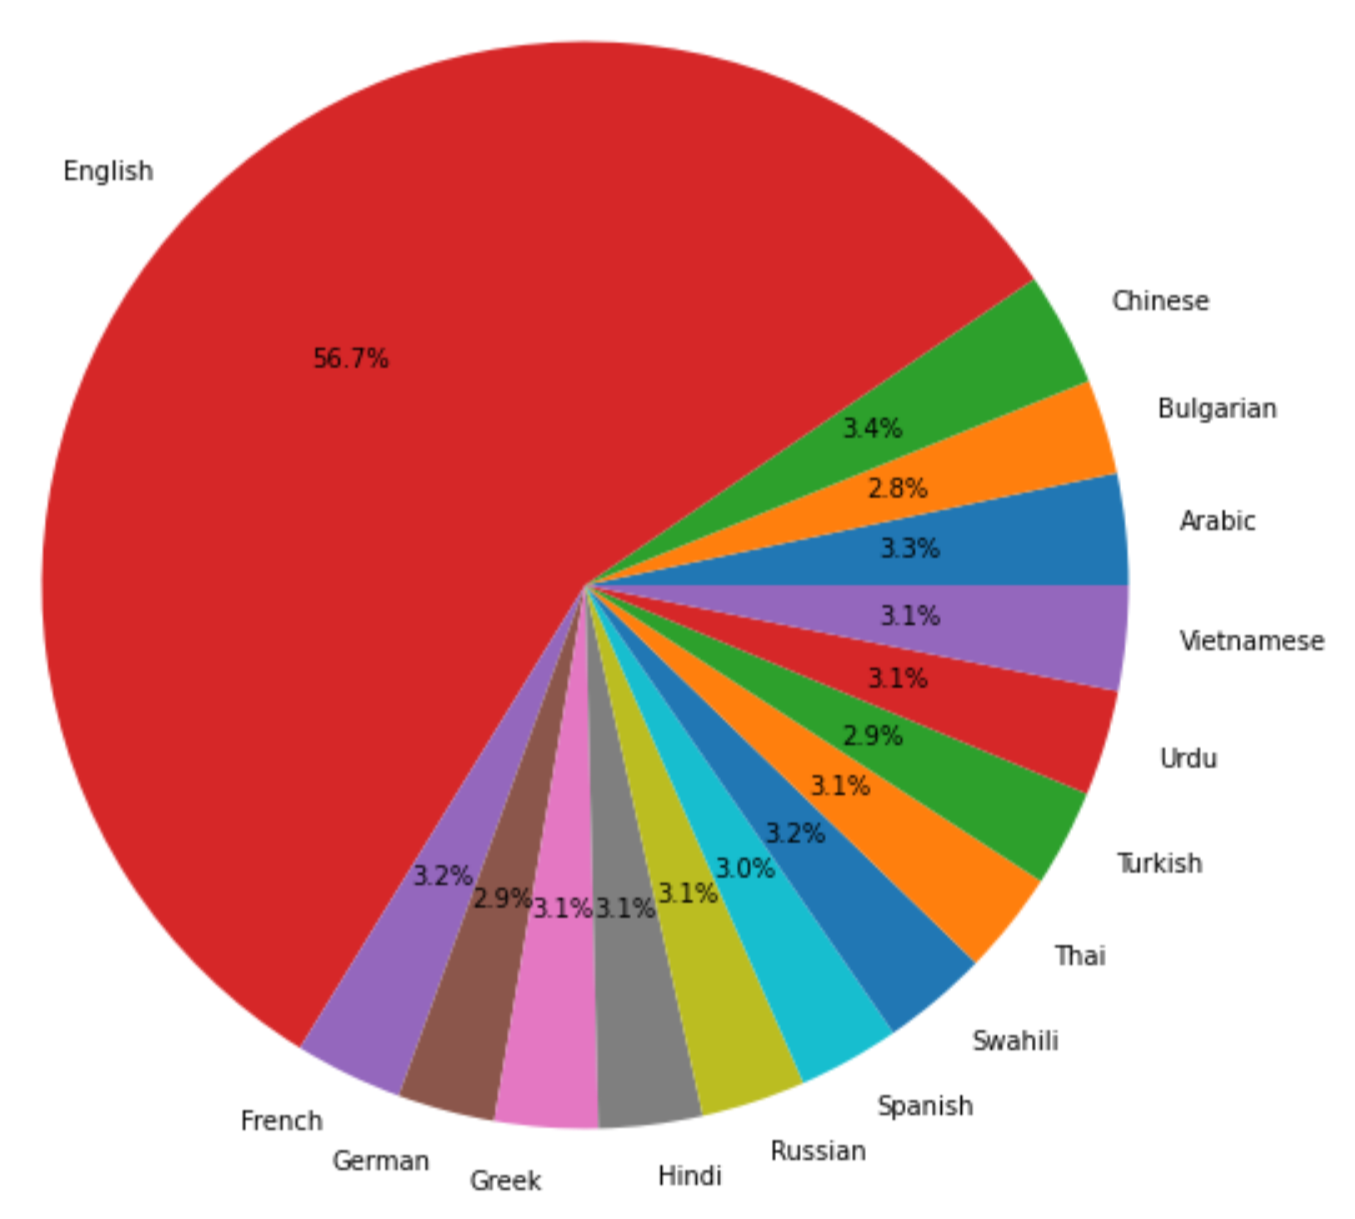 English
56.7%
Chinese
3.4%
Bulgarian
2.8%
Arabic
3.3%
Vietnamese
3.1%
Urdu
3.1%
Turkish
2.9%
Thai
3.1%
Swahili
3.2%
Spanish
3.0%
Russian
3.1%
Hindi
3.1%
Greek
3.1%
German
2.9%
French
3.2%